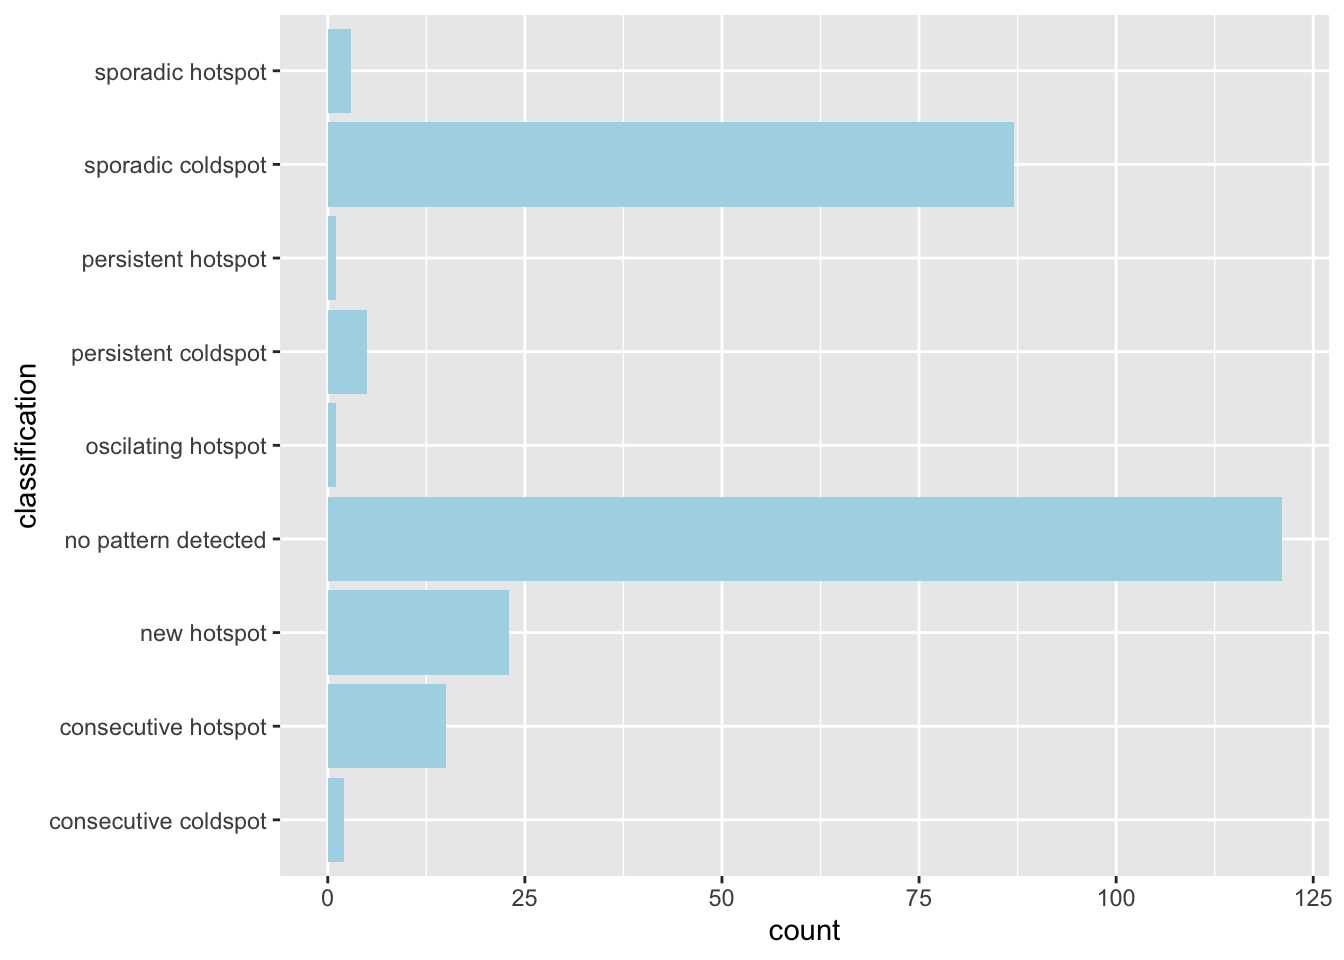 sporadic hotspot
sporadic coldspot
persistent hotspot
persistent coldspot
oscilating hotspot
no pattern detected
new hotspot
consecutive hotspot
consecutive coldspot
classification
0 25 50 75 100 125
count